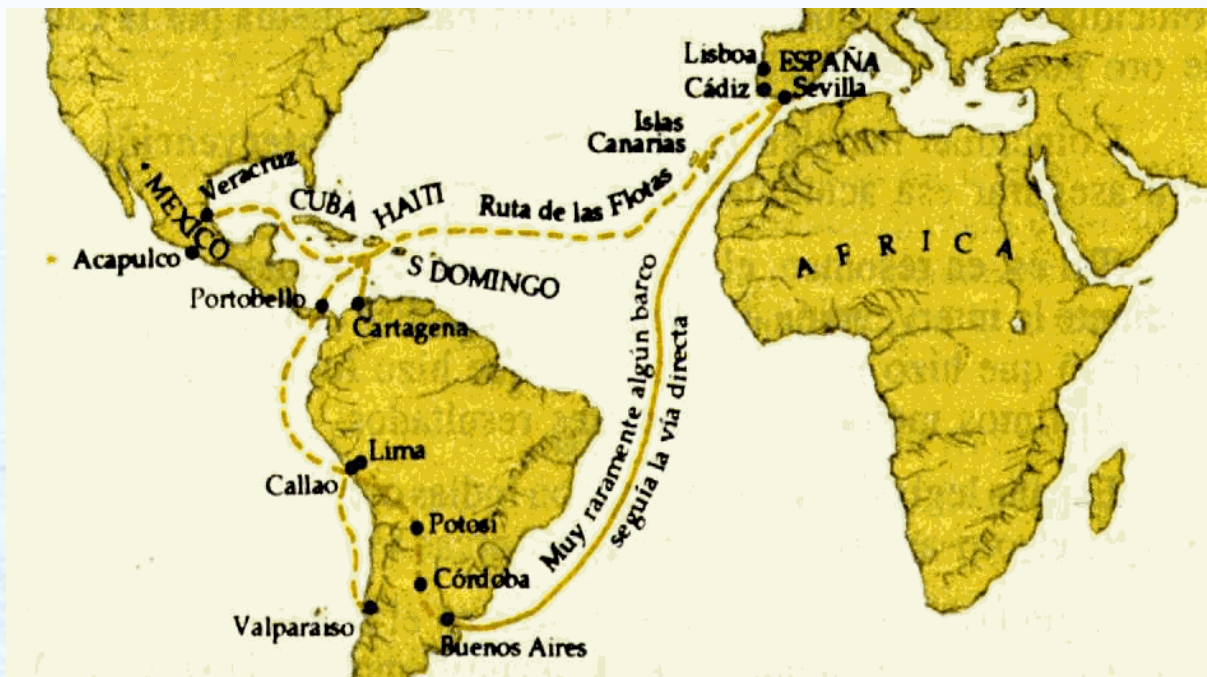 Lisboa
ESPAÑA
Cádiz
Sevilla
Islas
Canarias
Veracruz
MEXICO
CUBA
HAITI
Ruta de las Flotas
S DOMINGO
Acapulco
Portobello
Cartagena
AFRICA
Muy raramente algún barco
seguía la vía directa
Lima
Callao
Potosí
Córdoba
Valparaiso
Buenos Aires